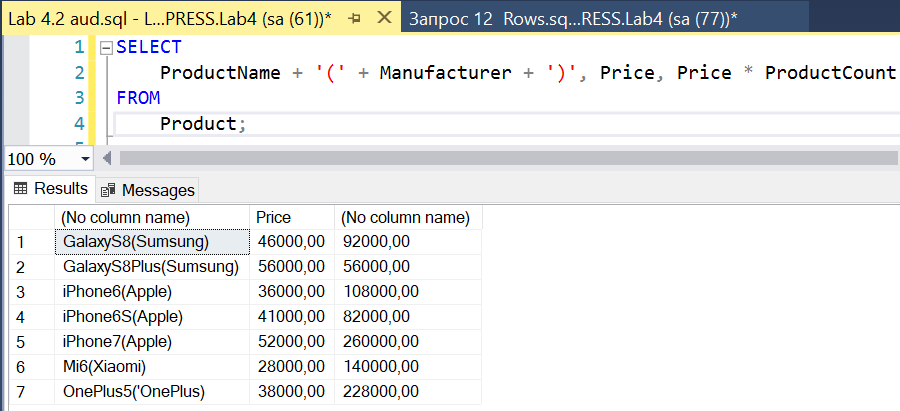 Lab 4.2 aud.sql - L...PRESS.Lab4 (sa (61))* Запрос 12 Rows.sq...RESS.Lab4 (sa (77))*
1 SELECT
2 ProductName + '(' + Manufacturer + ')', Price, Price * ProductCount
3 FROM
4 Product;
100 %
Results Messages
(No column name) Price (No column name)
1 GalaxyS8(Sumsung) 46000,00 92000,00
2 GalaxyS8Plus(Sumsung) 56000,00 56000,00
3 iPhone6(Apple) 36000,00 108000,00
4 iPhone6S(Apple) 41000,00 82000,00
5 iPhone7(Apple) 52000,00 260000,00
6 Mi6(Xiaomi) 28000,00 140000,00
7 OnePlus5('OnePlus) 38000,00 228000,00